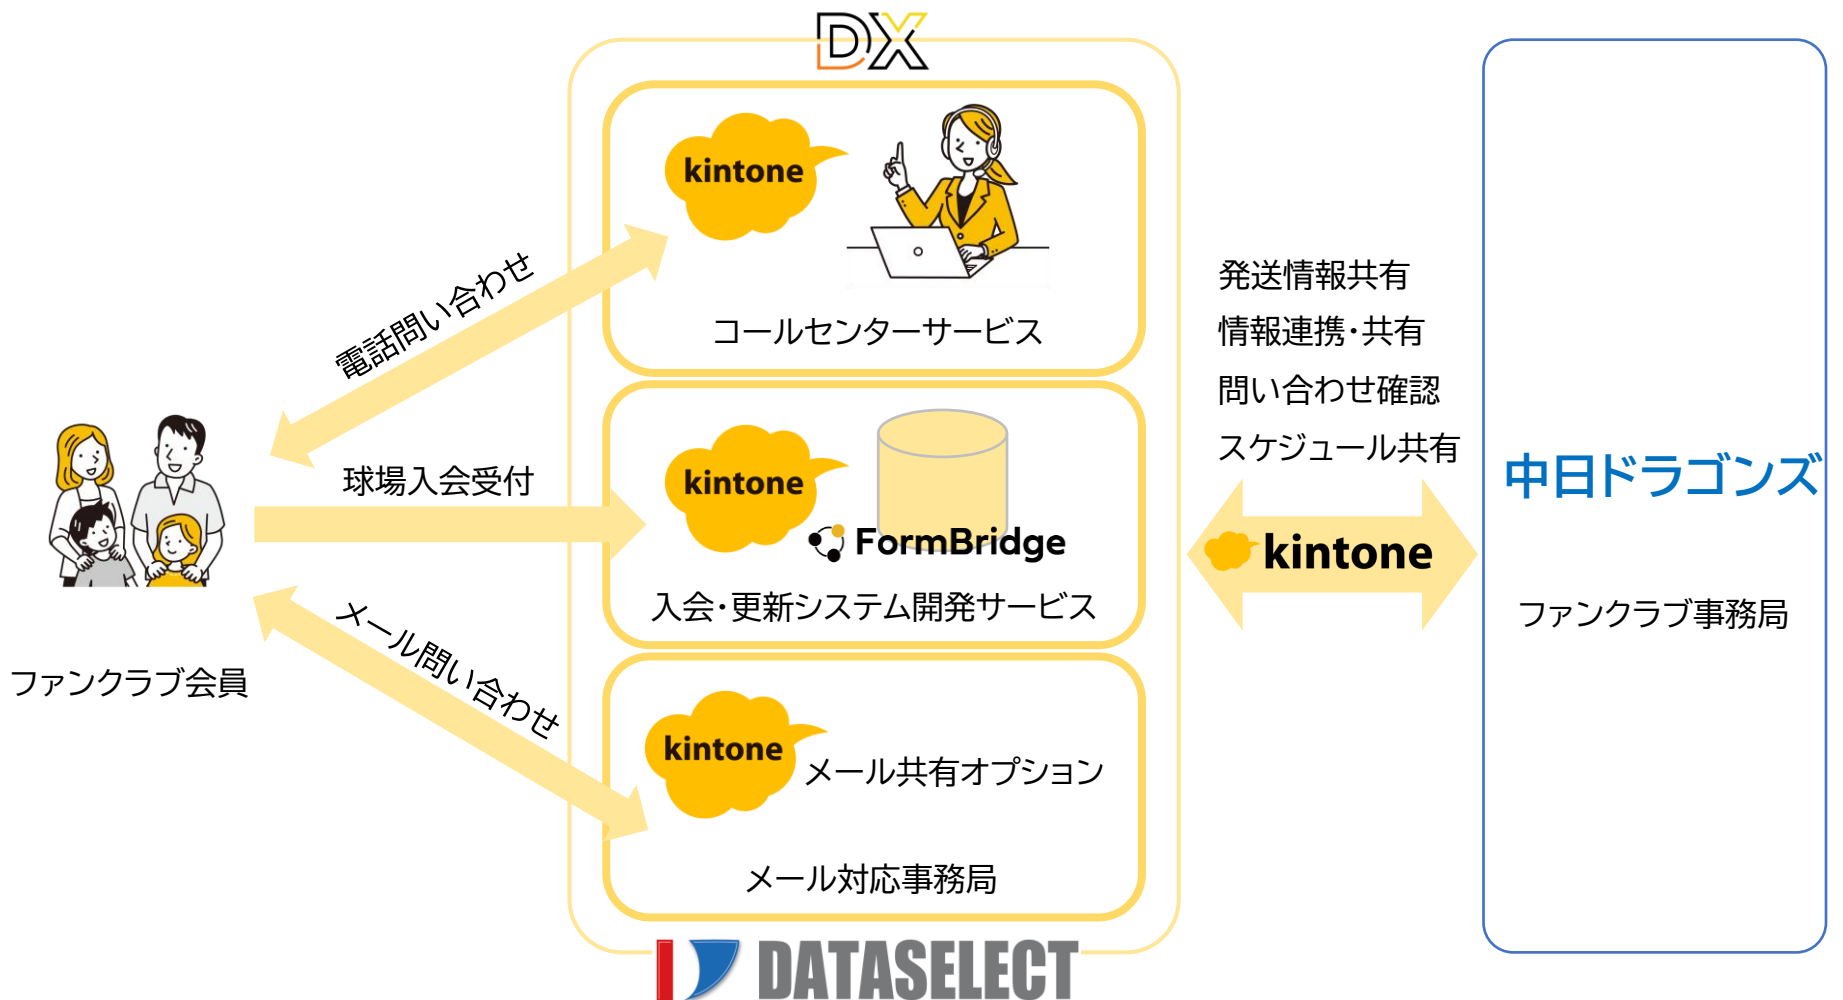 DX
kintone
コールセンターサービス
電話問い合わせ
球場入会受付
メール問い合わせ
ファンクラブ会員
kintone
FormBridge
入会・更新システム開発サービス
kintone
メール共有オプション
メール対応事務局
DATASELECT
発送情報共有
情報連携・共有
問い合わせ確認
スケジュール共有
kintone
中日ドラゴンズ
ファンクラブ事務局